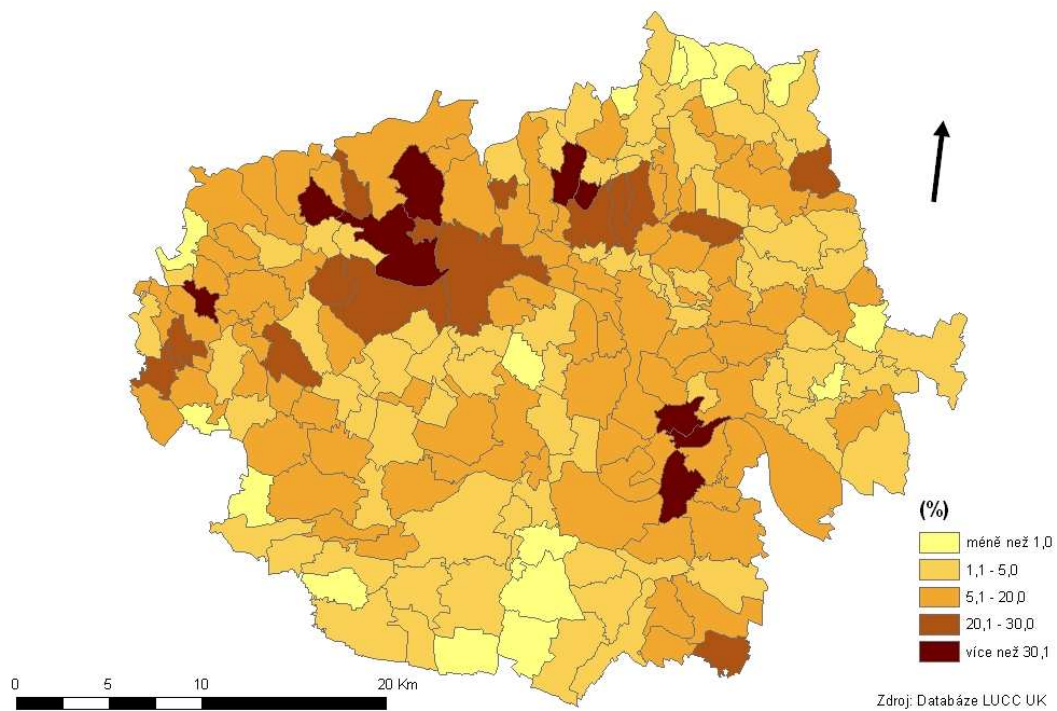 (%)
méně než 1,0
1,1 - 5,0
5,1 - 20,0
20,1 - 30,0
více než 30,1
0 5 10 20 Km
Zdroj: Databáze LUCC UK